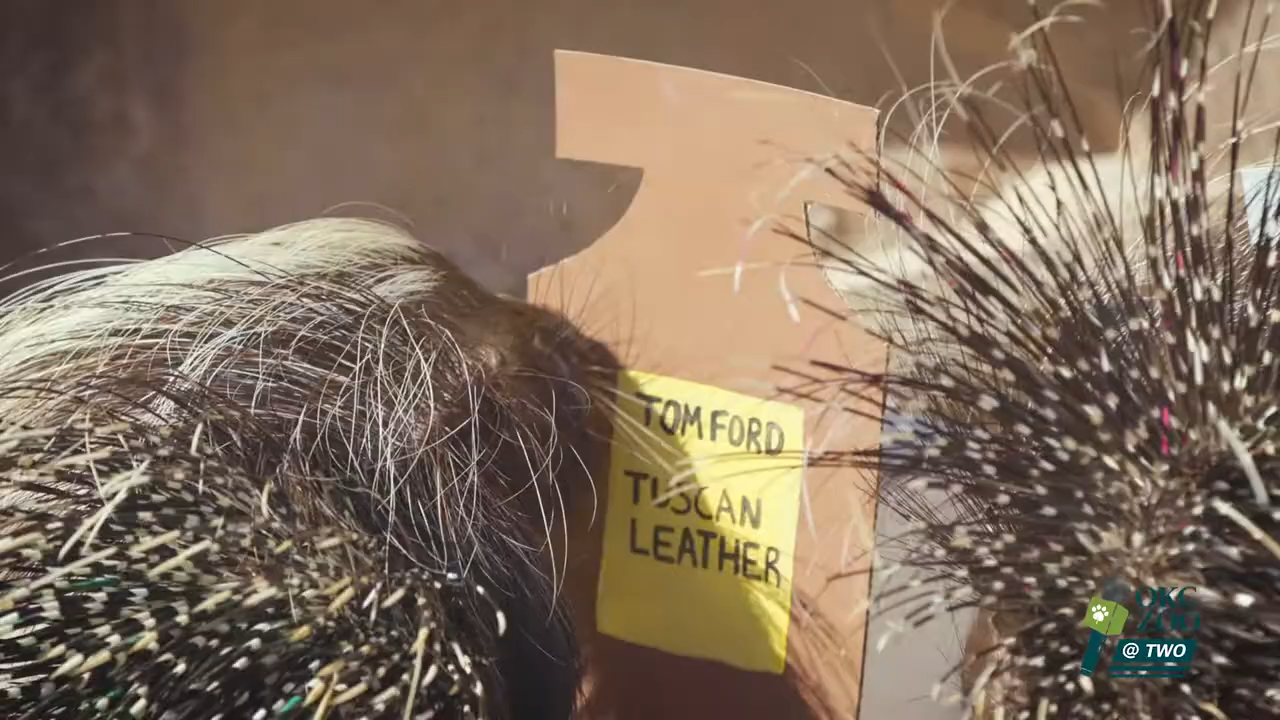 TOM FORD
TUSCAN
LEATHER
OKC
ZOO
@ TWO